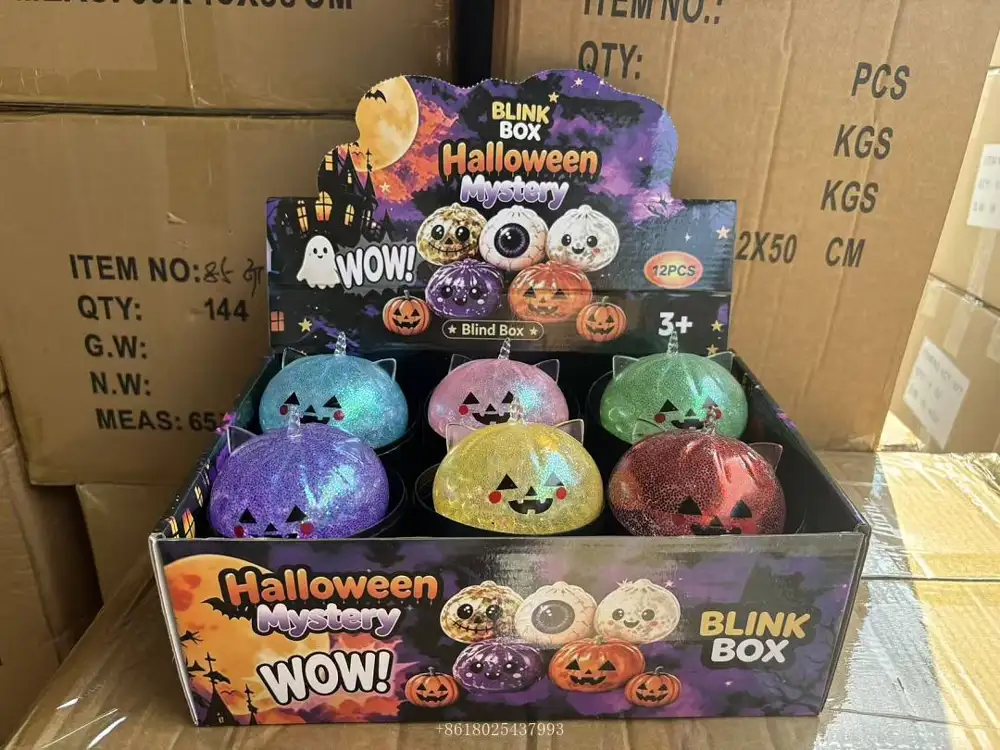 ITEM NO.:
QTY:
PCS
KGS
KGS
2X50 CM
ITEM NO:
QTY: 144
G.W:
N.W:
MEAS: 65
BLINK
BOX
Halloween
Mystery
WOW!
12PCS
★ Blind Box ★
3+
Halloween
Mystery
WOW!
BLINK
BOX
+8618025437993